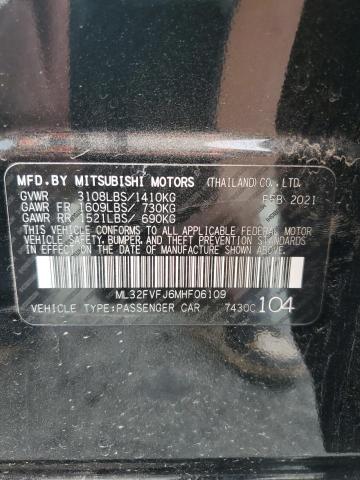 MFD.BY MITSUBISHI MOTORS (THAILAND)CO.,LTD.
GVWR 3108LBS/1410KG FEB 2021
GAWR FR 1609LBS/ 730KG
GAWR RR 1521LBS/ 690KG
THIS VEHICLE CONFORMS TO ALL APPLICABLE
FEDERAL MOTOR VEHICLE SAFETY, BUMPER AND
THEFT PREVENTION STANDARDS IN EFFECT ON
THE DATE OF MANUFACTURE SHOWN ABOVE.
ML32FVFJ6MHF06109
VEHICLE TYPE:PASSENGER CAR 7430C104